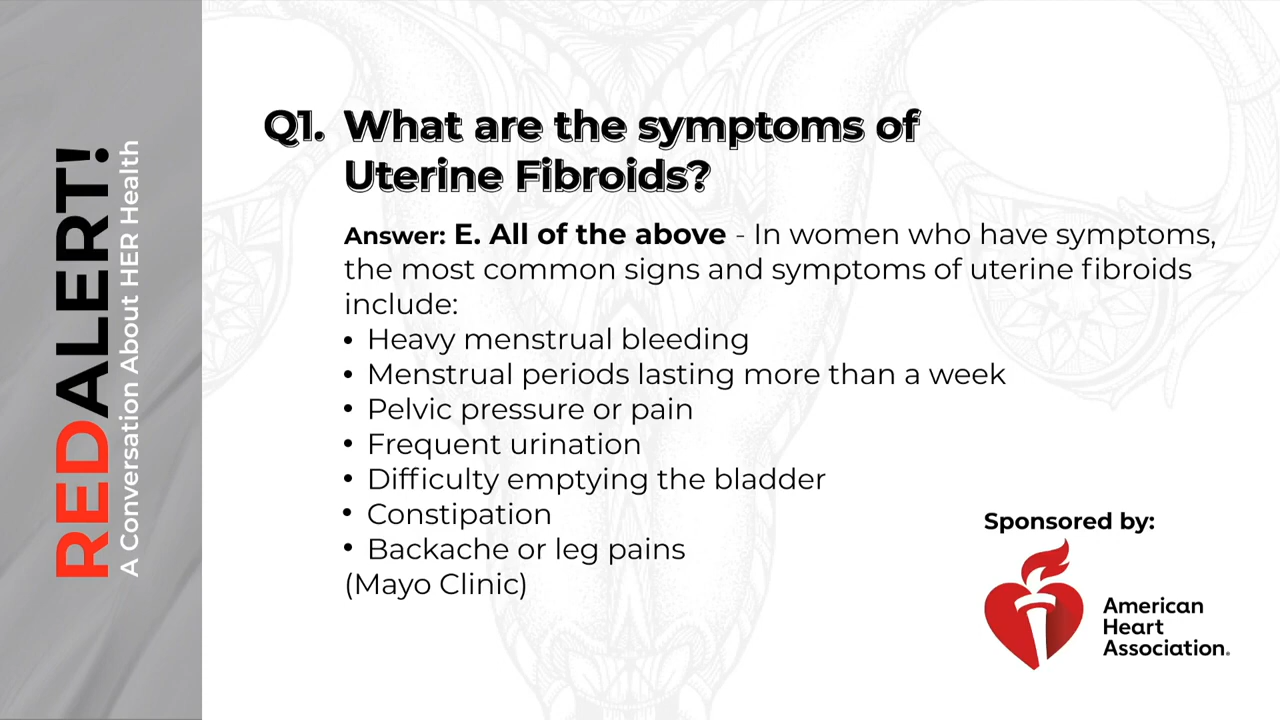 REDALERT!
A Conversation About HER Health
Q1. What are the symptoms of
Uterine Fibroids?
Answer: E. All of the above - In women who have symptoms,
the most common signs and symptoms of uterine fibroids
include:
• Heavy menstrual bleeding
• Menstrual periods lasting more than a week
• Pelvic pressure or pain
• Frequent urination
• Difficulty emptying the bladder
• Constipation
• Backache or leg pains
(Mayo Clinic)
Sponsored by:
American
Heart
Association.